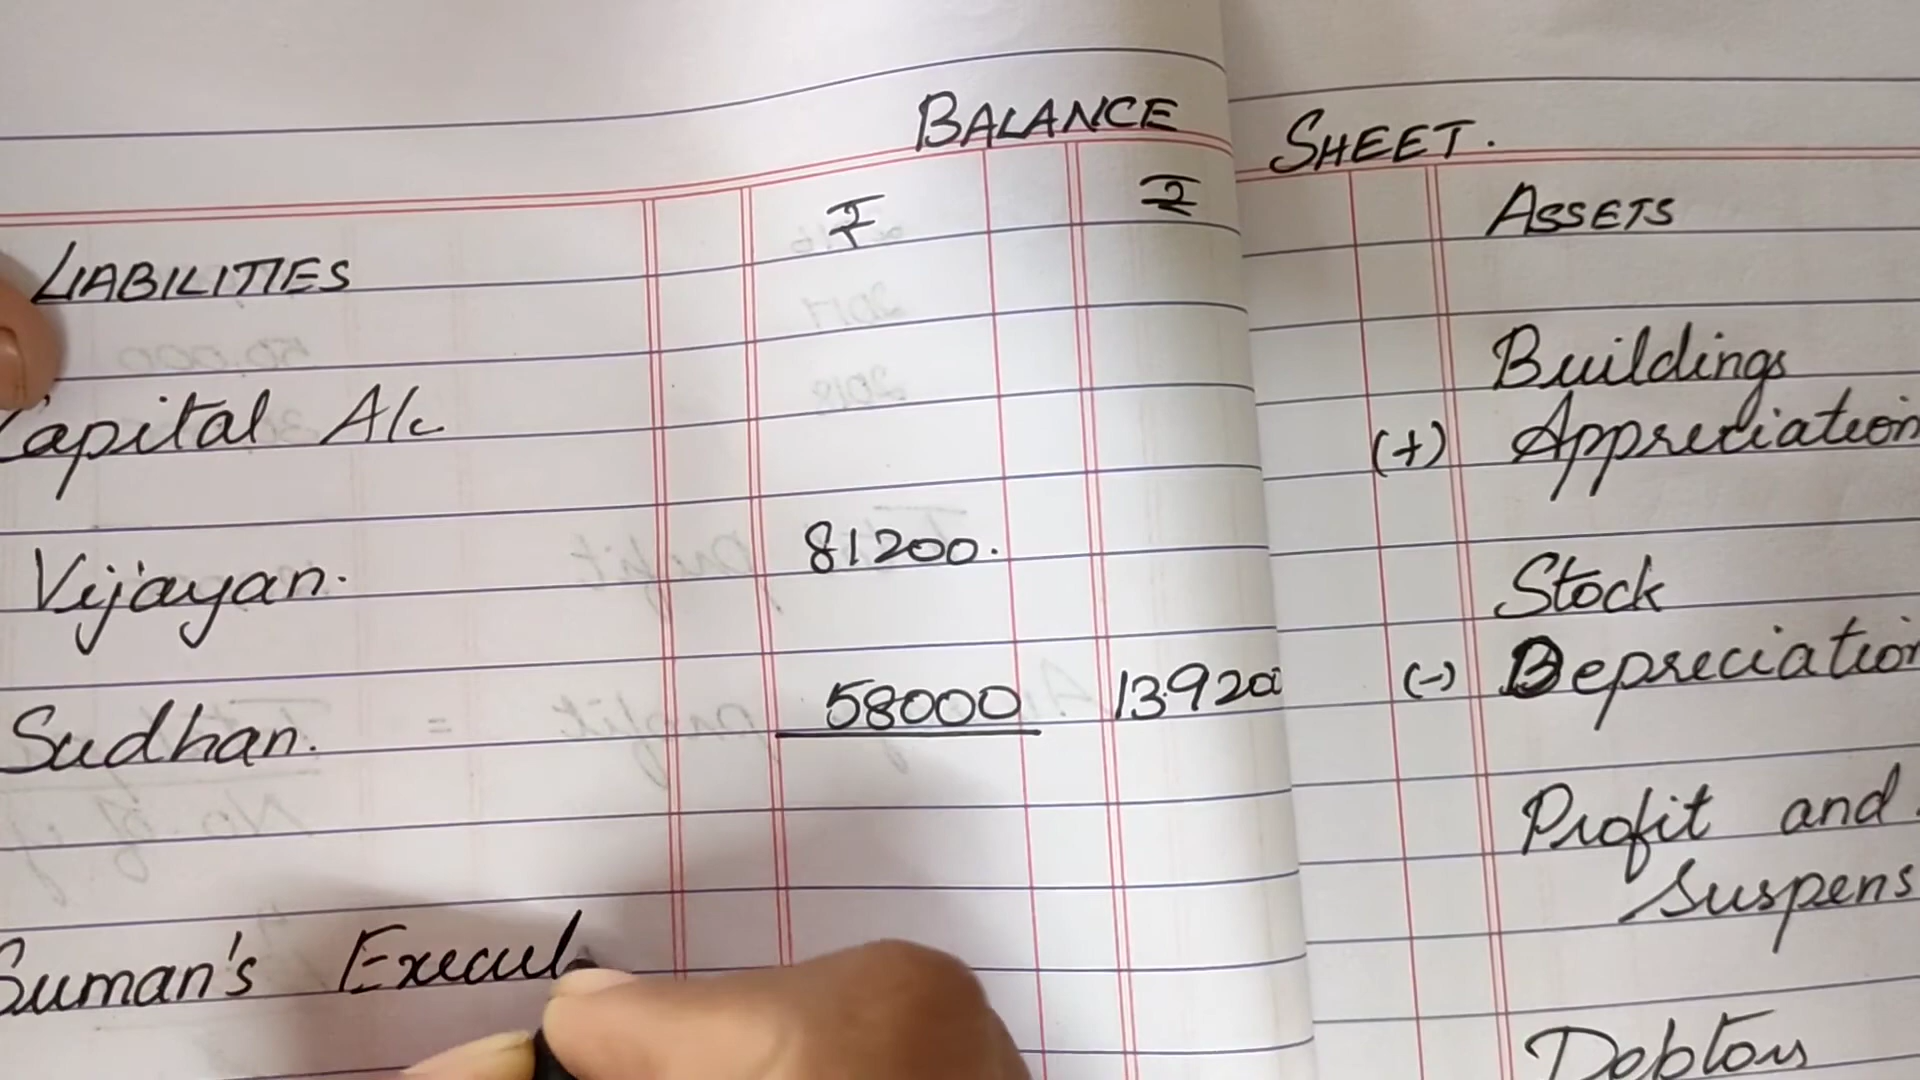 BALANCE SHEET.
LIABILITIES ₹ ₹
Capital A/c
Vijayan. 81200.
Sudhan. 58000 139200
Suman's Execut
ASSETS
Buildings
(+) Appreciation
Stock
(-) Depreciation
Profit and
Suspens
Debtors